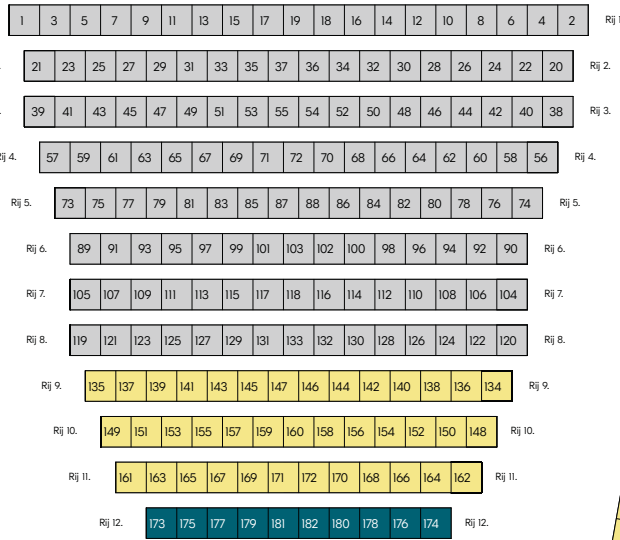 1 3 5 7 9 11 13 15 17 19 18 16 14 12 10 8 6 4 2 Rij 1
21 23 25 27 29 31 33 35 37 36 34 32 30 28 26 24 22 20 Rij 2.
39 41 43 45 47 49 51 53 55 54 52 50 48 46 44 42 40 38 Rij 3.
Rij 4. 57 59 61 63 65 67 69 71 72 70 68 66 64 62 60 58 56 Rij 4.
Rij 5. 73 75 77 79 81 83 85 87 88 86 84 82 80 78 76 74 Rij 5.
Rij 6. 89 91 93 95 97 99 101 103 102 100 98 96 94 92 90 Rij 6.
Rij 7. 105 107 109 111 113 115 117 118 116 114 112 110 108 106 104 Rij 7.
Rij 8. 119 121 123 125 127 129 131 133 132 130 128 126 124 122 120 Rij 8.
Rij 9. 135 137 139 141 143 145 147 146 144 142 140 138 136 134 Rij 9.
Rij 10. 149 151 153 155 157 159 160 158 156 154 152 150 148 Rij 10.
Rij 11. 161 163 165 167 169 171 172 170 168 166 164 162 Rij 11.
Rij 12. 173 175 177 179 181 182 180 178 176 174 Rij 12.